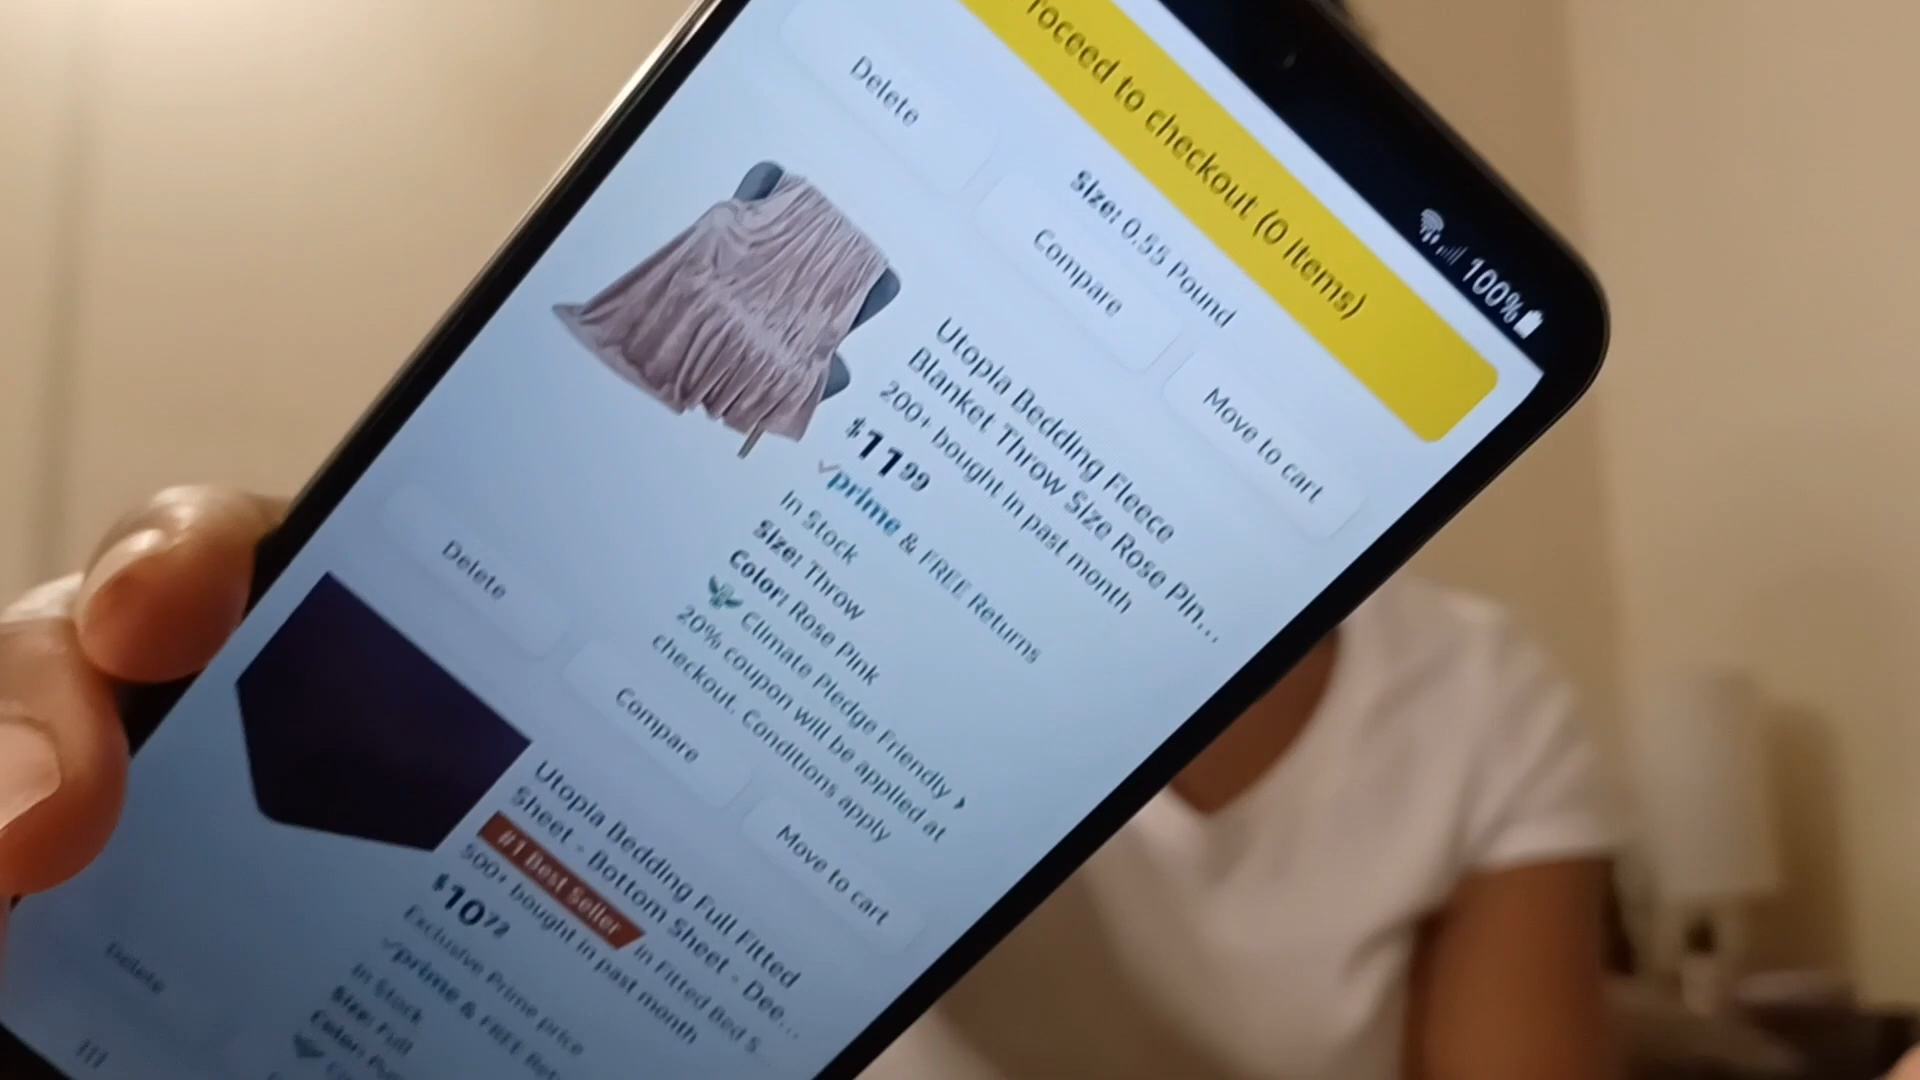 100%
roceed to checkout (0 items)
Size: 0.55 Pound
Delete
Compare
Move to cart
Utopia Bedding Fleece
Blanket Throw Size Rose Pin...
200+ bought in past month
$11 99
prime & FREE Returns
In Stock
Size: Throw
Color: Rose Pink
Climate Pledge Friendly
20% coupon will be applied at
checkout. Conditions apply
Delete
Compare
Move to cart
Utopia Bedding Full Fitted
Sheet - Bottom Sheet - Dee...
#1 Best Seller in Fitted Bed S...
500+ bought in past month
$10 72
Exclusive Prime price
prime & FREE Ret
In Stock
Size: Full
Color: Pur
Delete